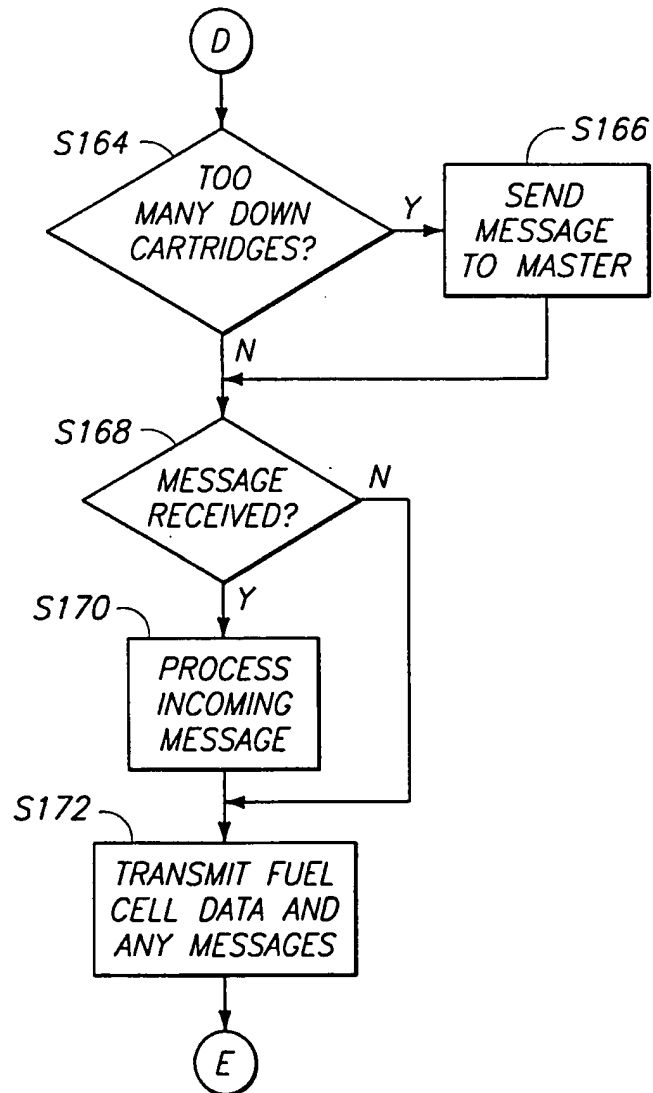 D
S164
TOO
MANY DOWN
CARTRIDGES?
Y
S166
SEND
MESSAGE
TO MASTER
N
S168
MESSAGE
RECEIVED?
N
Y
S170
PROCESS
INCOMING
MESSAGE
S172
TRANSMIT FUEL
CELL DATA AND
ANY MESSAGES
E